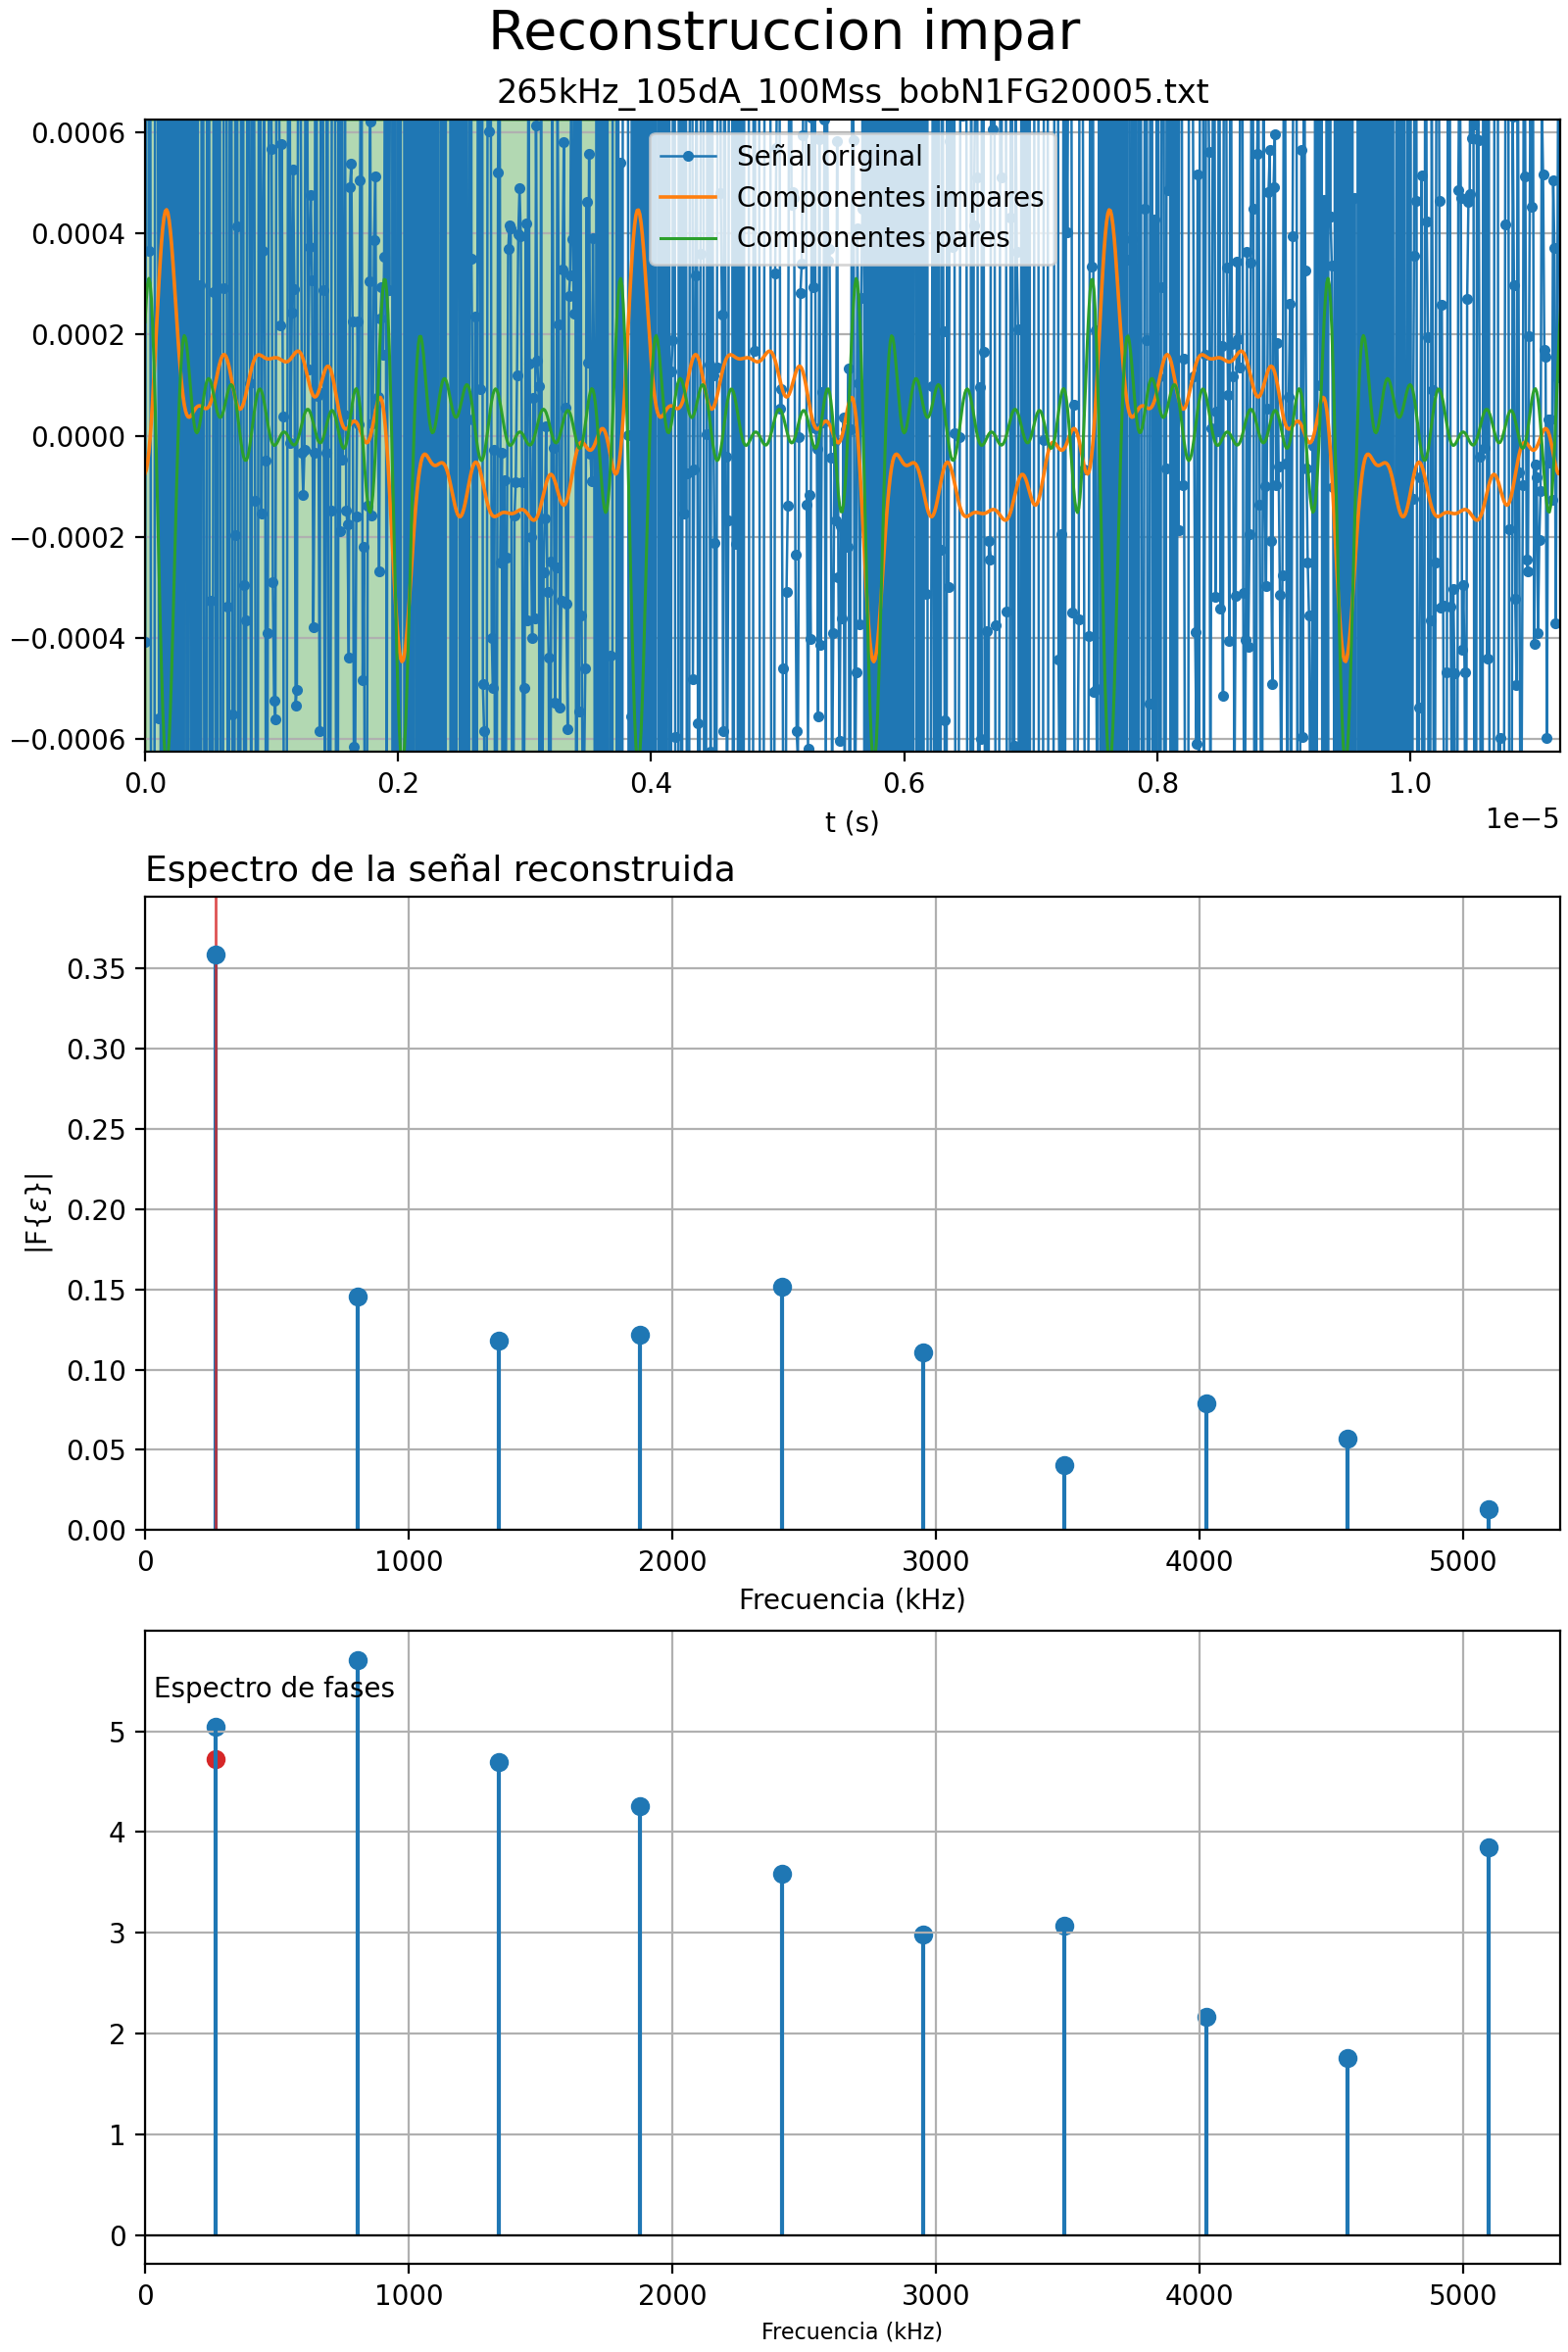 Reconstruccion impar
265kHz_105dA_100Mss_bobN1FG20005.txt
0.0006
0.0004
0.0002
0.0000
−0.0002
−0.0004
−0.0006
Señal original
Componentes impares
Componentes pares
0.0 0.2 0.4 0.6 0.8 1.0
1e−5
t (s)
Espectro de la señal reconstruida
0.35
0.30
0.25
0.20
0.15
0.10
0.05
0.00
|F{ε}|
0 1000 2000 3000 4000 5000
Frecuencia (kHz)
Espectro de fases
5
4
3
2
1
0
0 1000 2000 3000 4000 5000
Frecuencia (kHz)